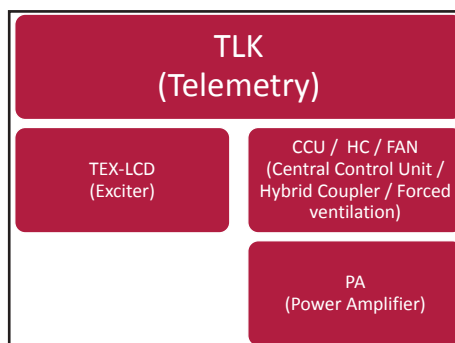 TLK
(Telemetry)
TEX-LCD
(Exciter)
CCU / HC / FAN
(Central Control Unit /
Hybrid Coupler / Forced
ventilation)
PA
(Power Amplifier)